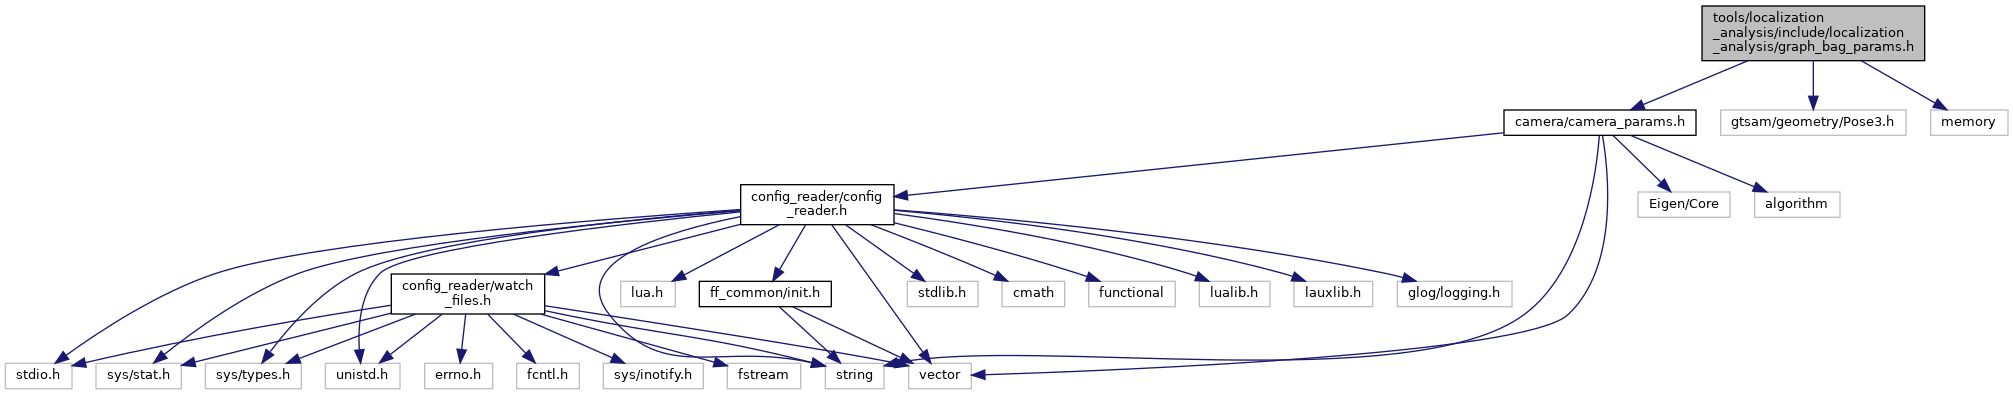 tools/localization
_analysis/include/localization
_analysis/graph_bag_params.h
camera/camera_params.h
gtsam/geometry/Pose3.h
memory
config_reader/config
_reader.h
Eigen/Core
algorithm
config_reader/watch
_files.h
lua.h
ff_common/init.h
stdlib.h
cmath
functional
lualib.h
lauxlib.h
glog/logging.h
stdio.h
sys/stat.h
sys/types.h
unistd.h
errno.h
fcntl.h
sys/inotify.h
fstream
string
vector